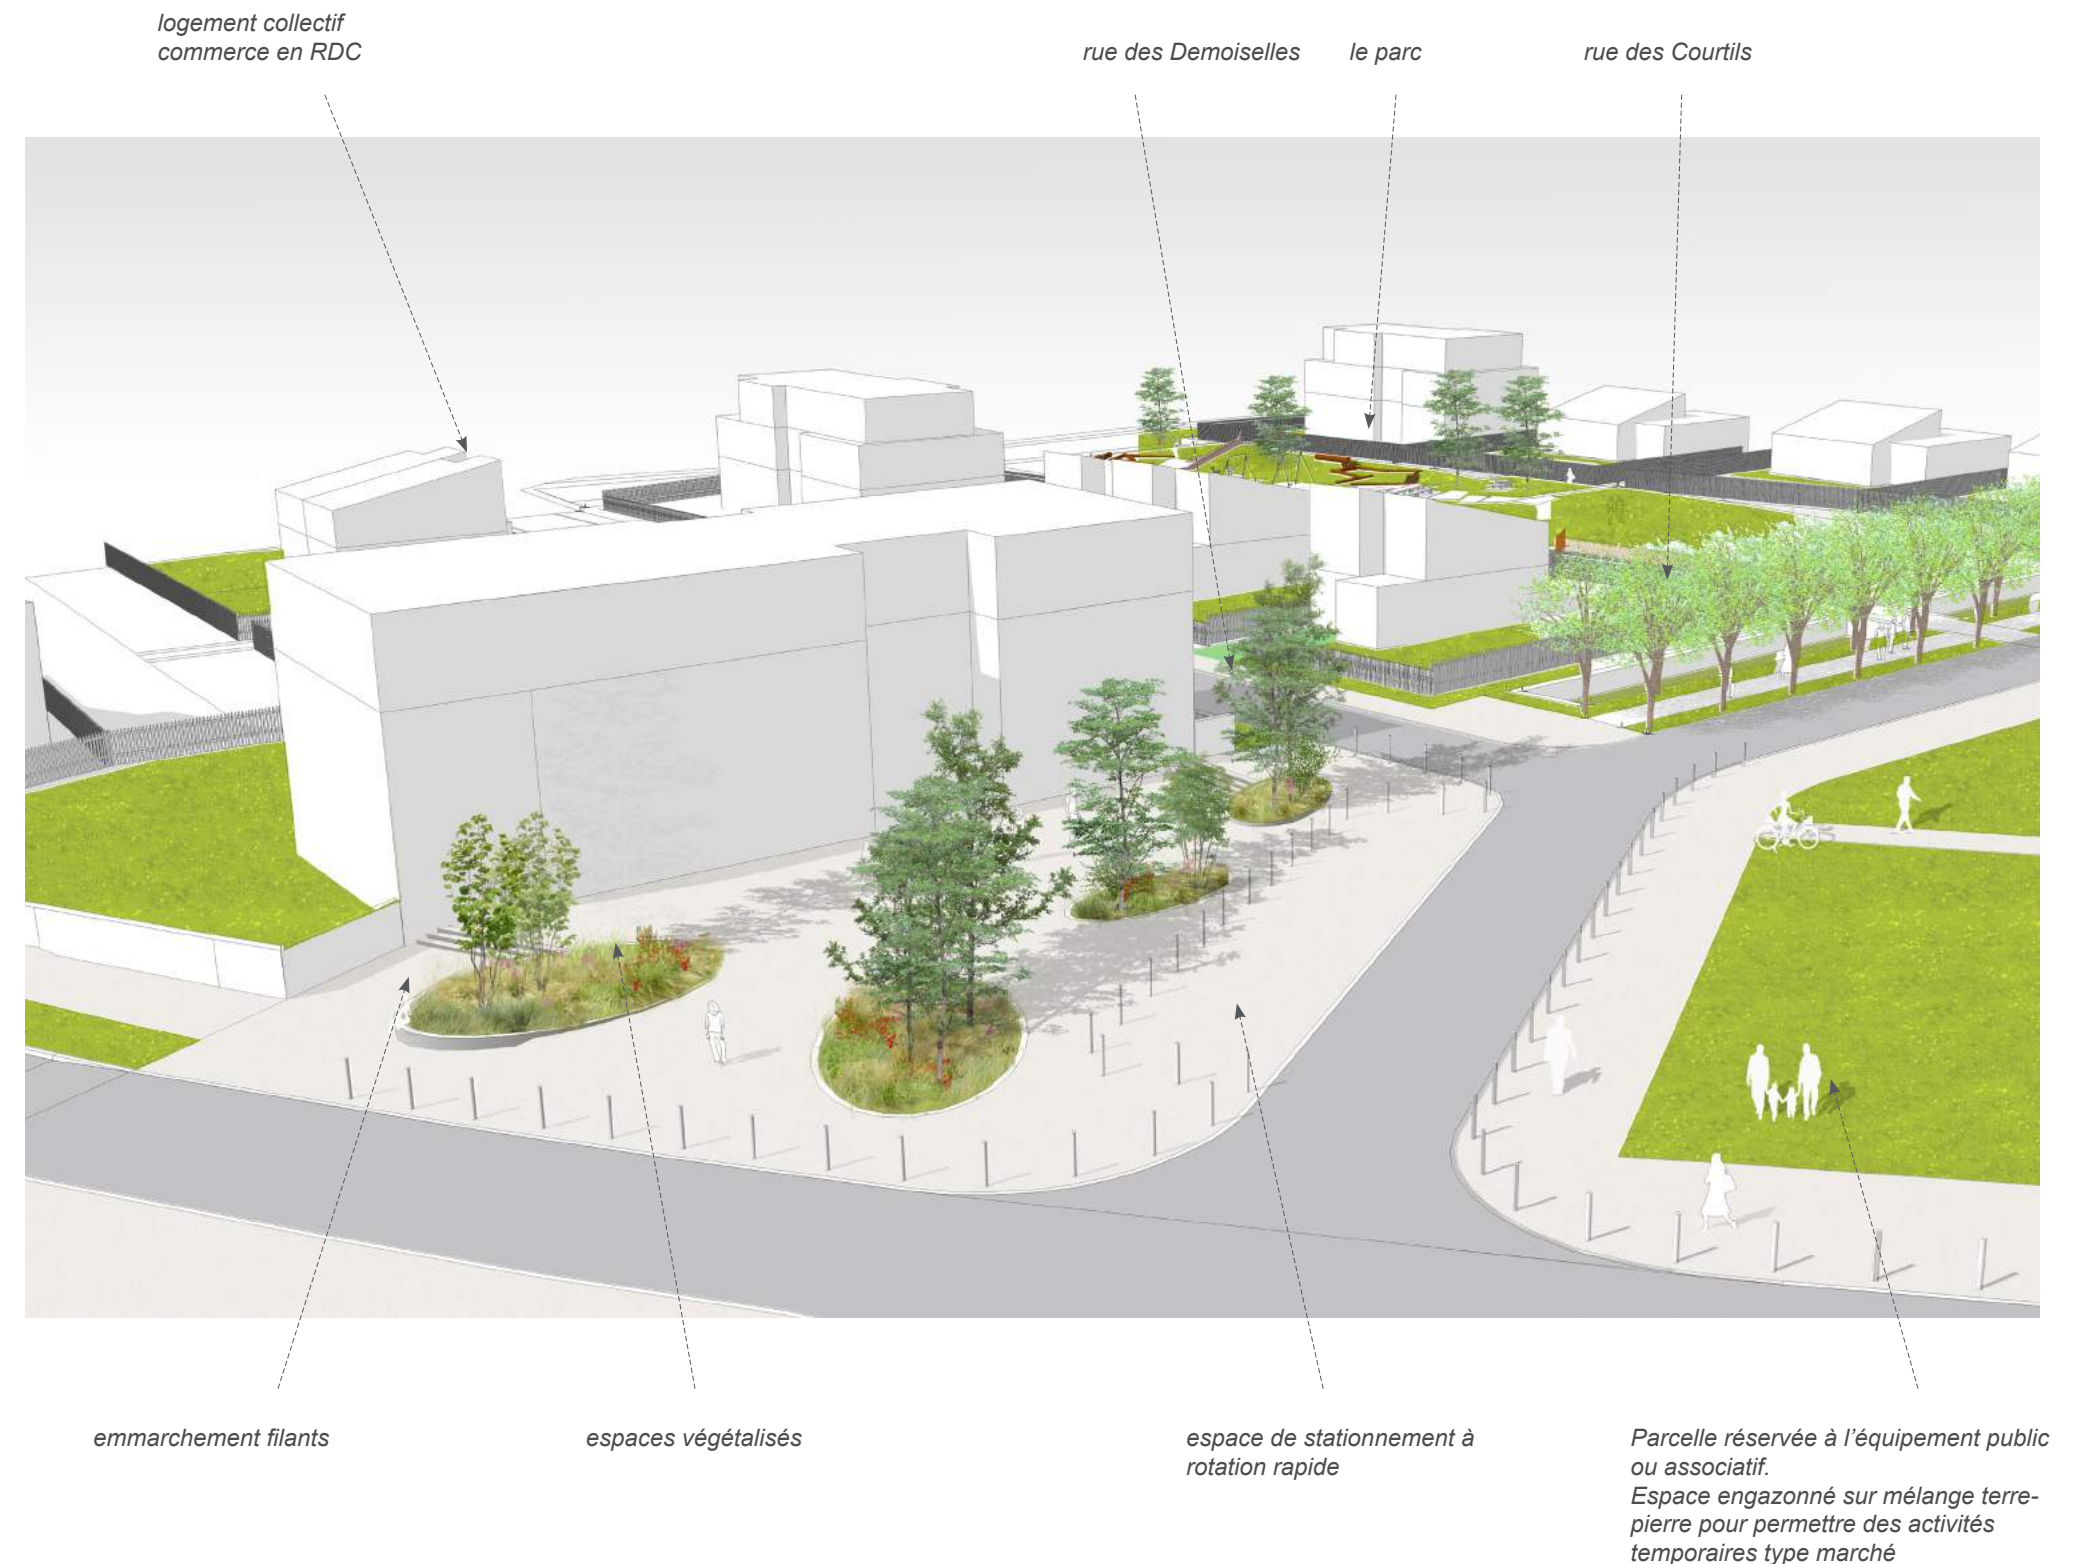 logement collectif
commerce en RDC
rue des Demoiselles
le parc
rue des Courtils
emmarchement filants
espaces végétalisés
espace de stationnement à
rotation rapide
Parcelle réservée à l’équipement public
ou associatif.
Espace engazonné sur mélange terre-
pierre pour permettre des activités
temporaires type marché